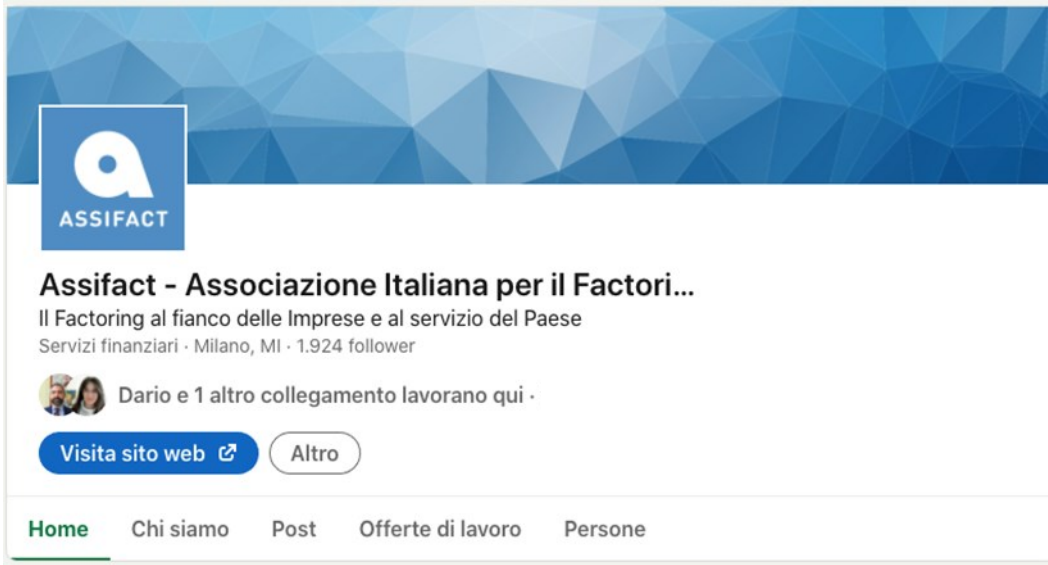 ASSIFACT
Assifact - Associazione Italiana per il Factori...
Il Factoring al fianco delle Imprese e al servizio del Paese
Servizi finanziari · Milano, MI · 1.924 follower
Dario e 1 altro collegamento lavorano qui ·
Visita sito web Altro
Home Chi siamo Post Offerte di lavoro Persone